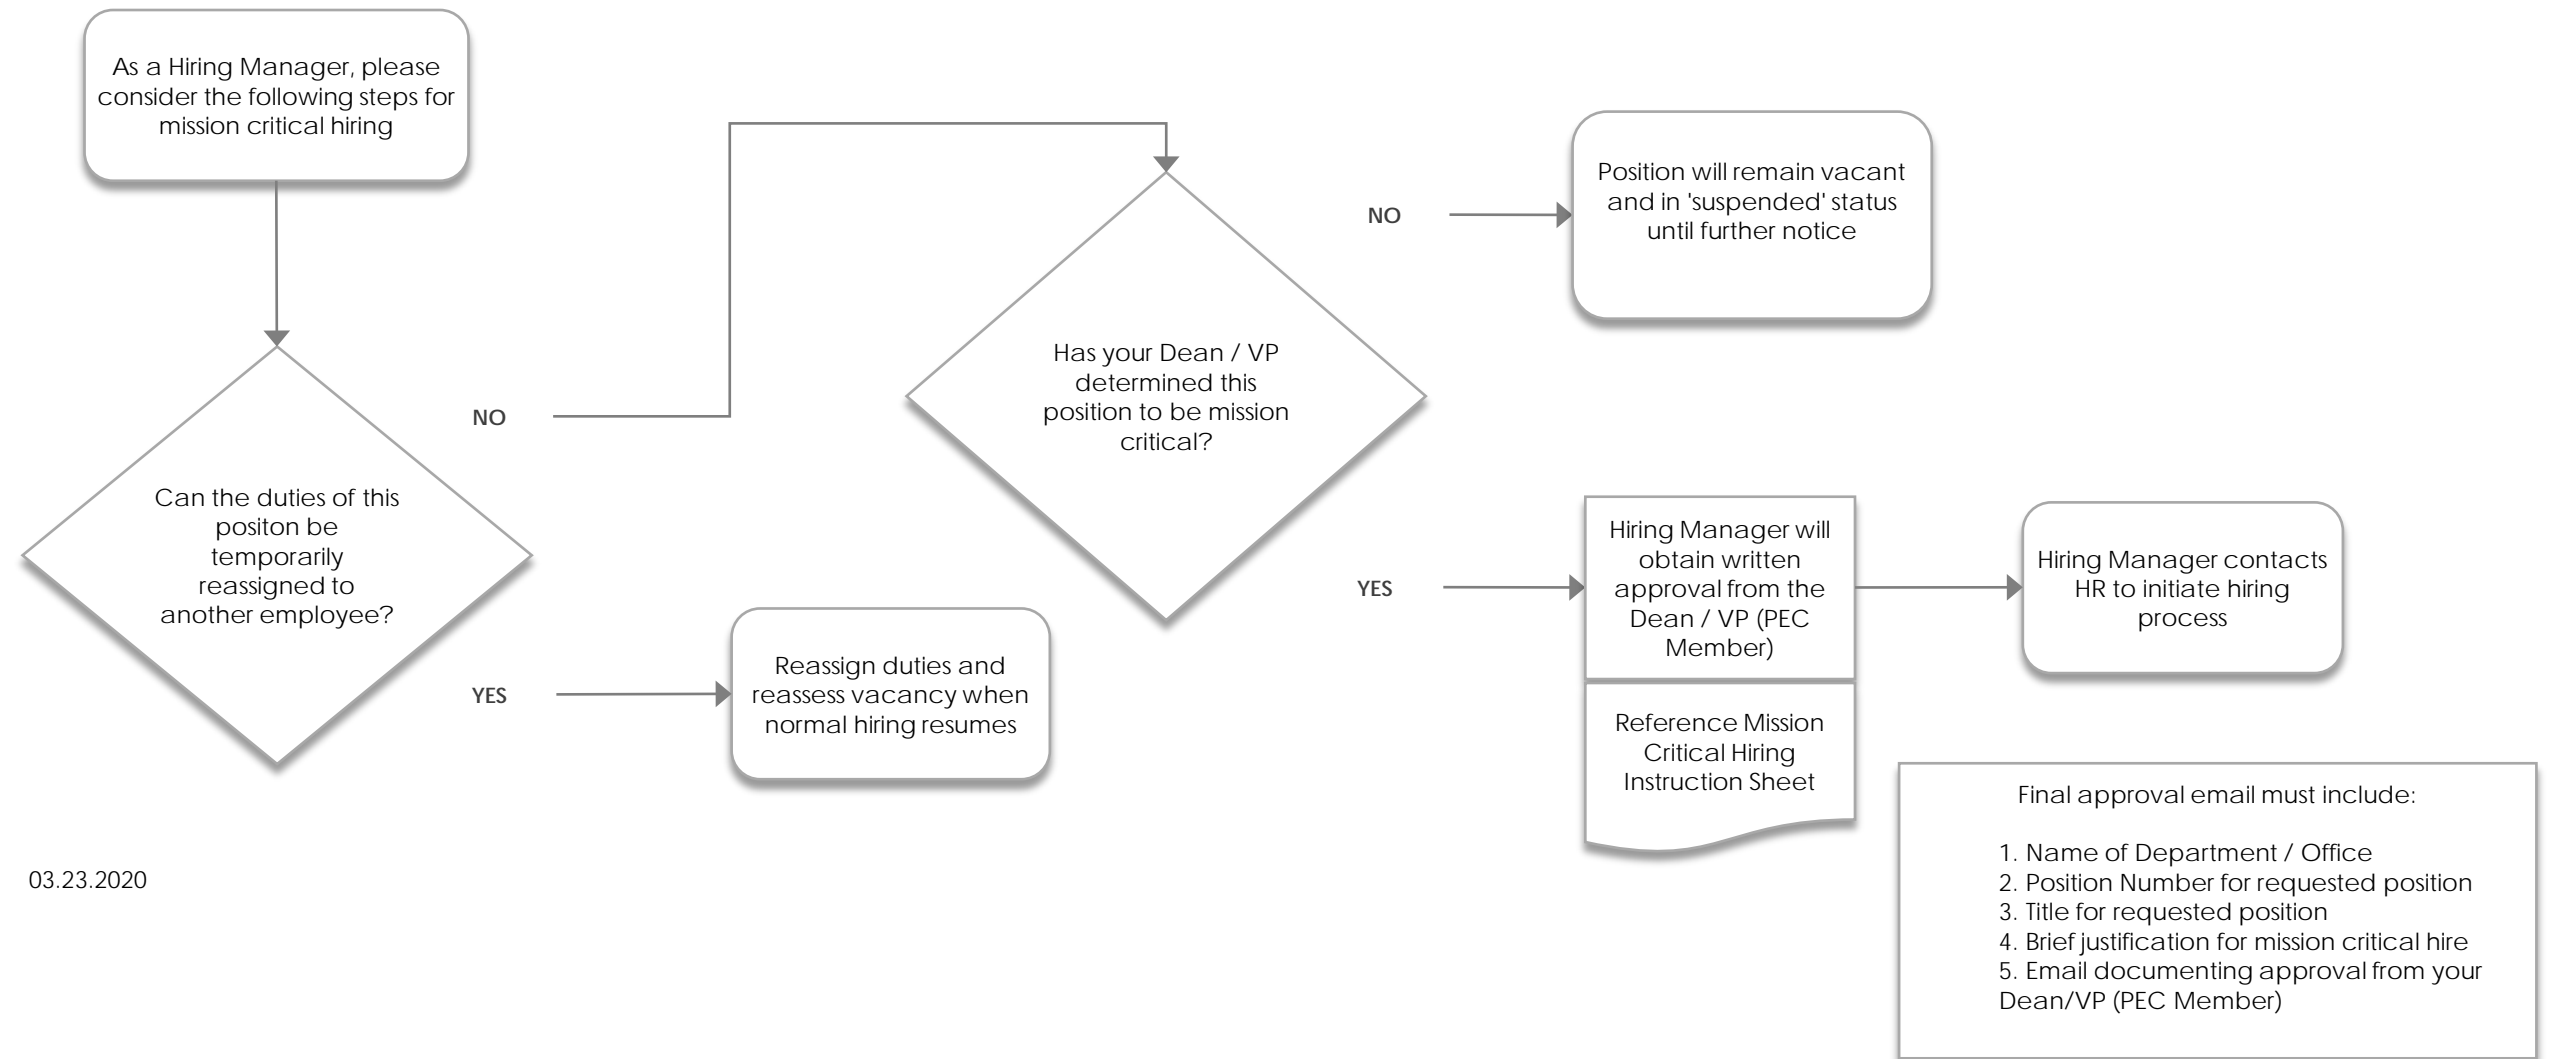 As a Hiring Manager, please
consider the following steps for
mission critical hiring
Can the duties of this
positon be
temporarily
reassigned to
another employee?
NO
YES
Reassign duties and
reassess vacancy when
normal hiring resumes
Has your Dean / VP
determined this
position to be mission
critical?
NO
Position will remain vacant
and in 'suspended' status
until further notice
YES
Hiring Manager will
obtain written
approval from the
Dean / VP (PEC
Member)
Reference Mission
Critical Hiring
Instruction Sheet
Hiring Manager contacts
HR to initiate hiring
process
Final approval email must include:
1. Name of Department / Office
2. Position Number for requested position
3. Title for requested position
4. Brief justification for mission critical hire
5. Email documenting approval from your
Dean/VP (PEC Member)
03.23.2020